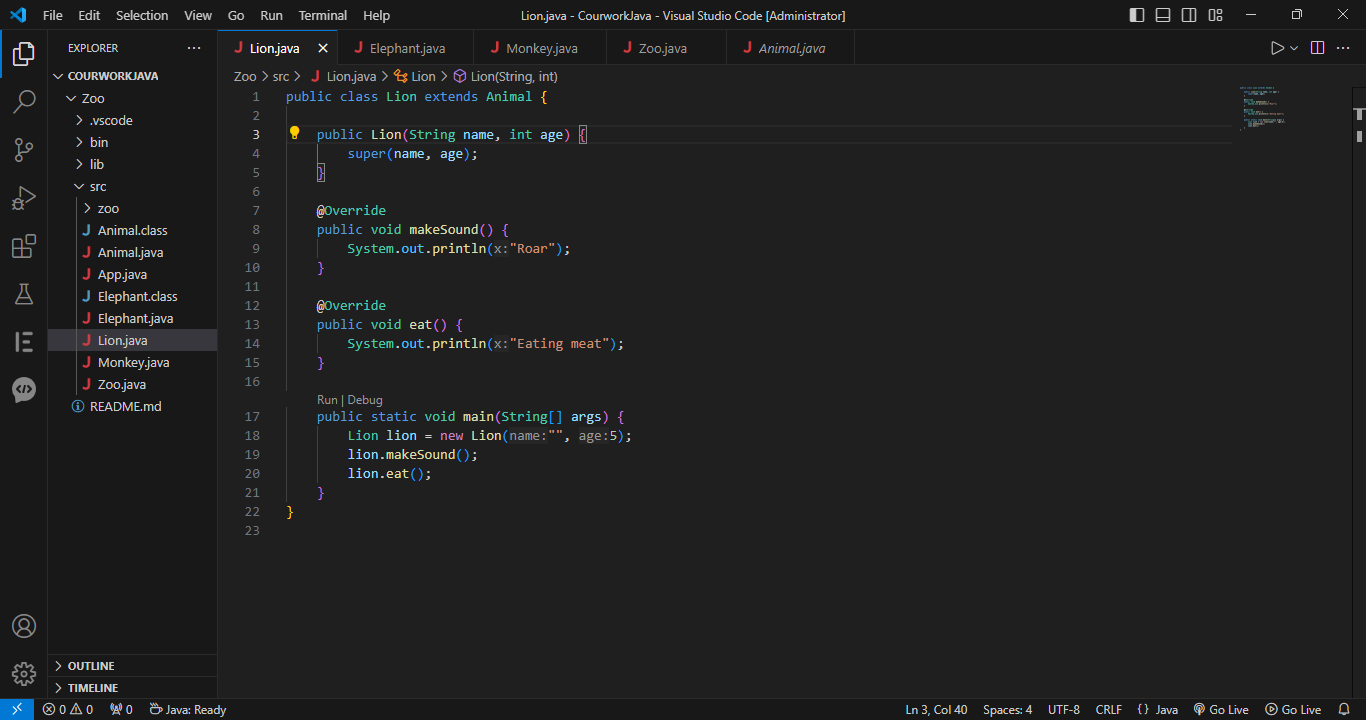 File Edit Selection View Go Run Terminal Help Lion.java - CourworkJava - Visual Studio Code [Administrator]
EXPLORER
Lion.java Elephant.java Monkey.java Zoo.java Animal.java
COURWORKJAVA
Zoo
.vscode
bin
lib
src
zoo
Animal.class
Animal.java
App.java
Elephant.class
Elephant.java
Lion.java
Monkey.java
Zoo.java
README.md
OUTLINE
TIMELINE
Zoo > src > Lion.java > Lion > Lion(String, int)
1 public class Lion extends Animal {
2
3 public Lion(String name, int age) {
4 super(name, age);
5 }
6
7 @Override
8 public void makeSound() {
9 System.out.println(x:"Roar");
10 }
11
12 @Override
13 public void eat() {
14 System.out.println(x:"Eating meat");
15 }
16
Run | Debug
17 public static void main(String[] args) {
18 Lion lion = new Lion(name:"", age:5);
19 lion.makeSound();
20 lion.eat();
21 }
22 }
23
0 0 0 Java: Ready Ln 3, Col 40 Spaces: 4 UTF-8 CRLF {} Java Go Live Go Live